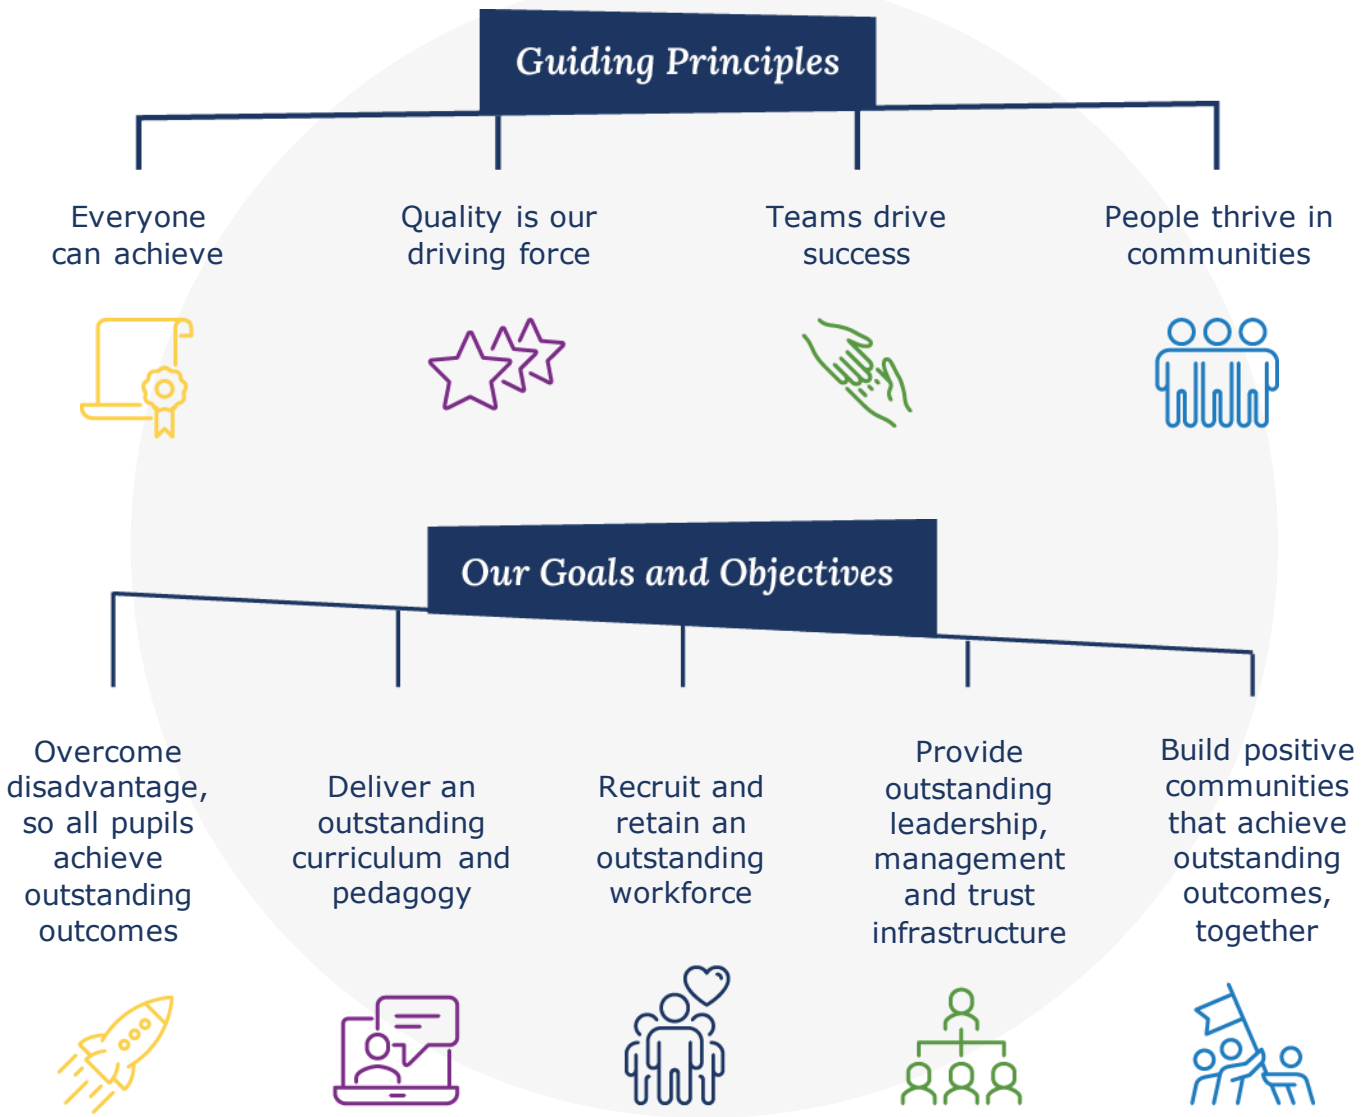 Guiding Principles
Everyone
can achieve
Quality is our
driving force
Teams drive
success
People thrive in
communities
Our Goals and Objectives
Overcome
disadvantage,
so all pupils
achieve
outstanding
outcomes
Deliver an
outstanding
curriculum and
pedagogy
Recruit and
retain an
outstanding
workforce
Provide
outstanding
leadership,
management
and trust
infrastructure
Build positive
communities
that achieve
outstanding
outcomes,
together